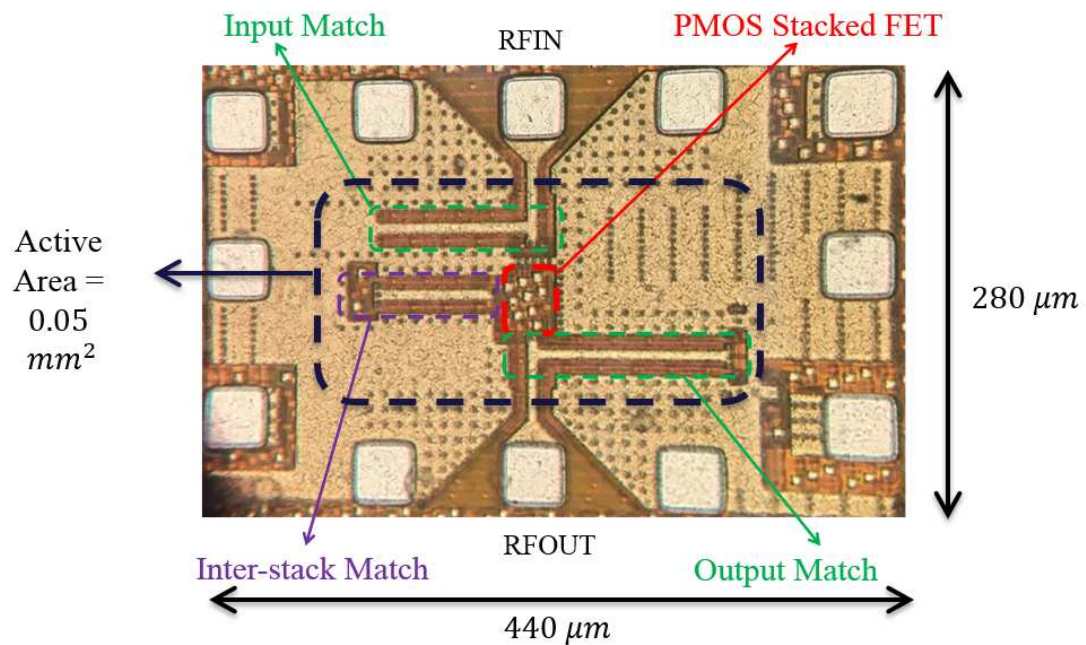 Input Match
RFIN
PMOS Stacked FET
Active
Area =
0.05
mm²
280 μm
Inter-stack Match
RFOUT
Output Match
440 μm